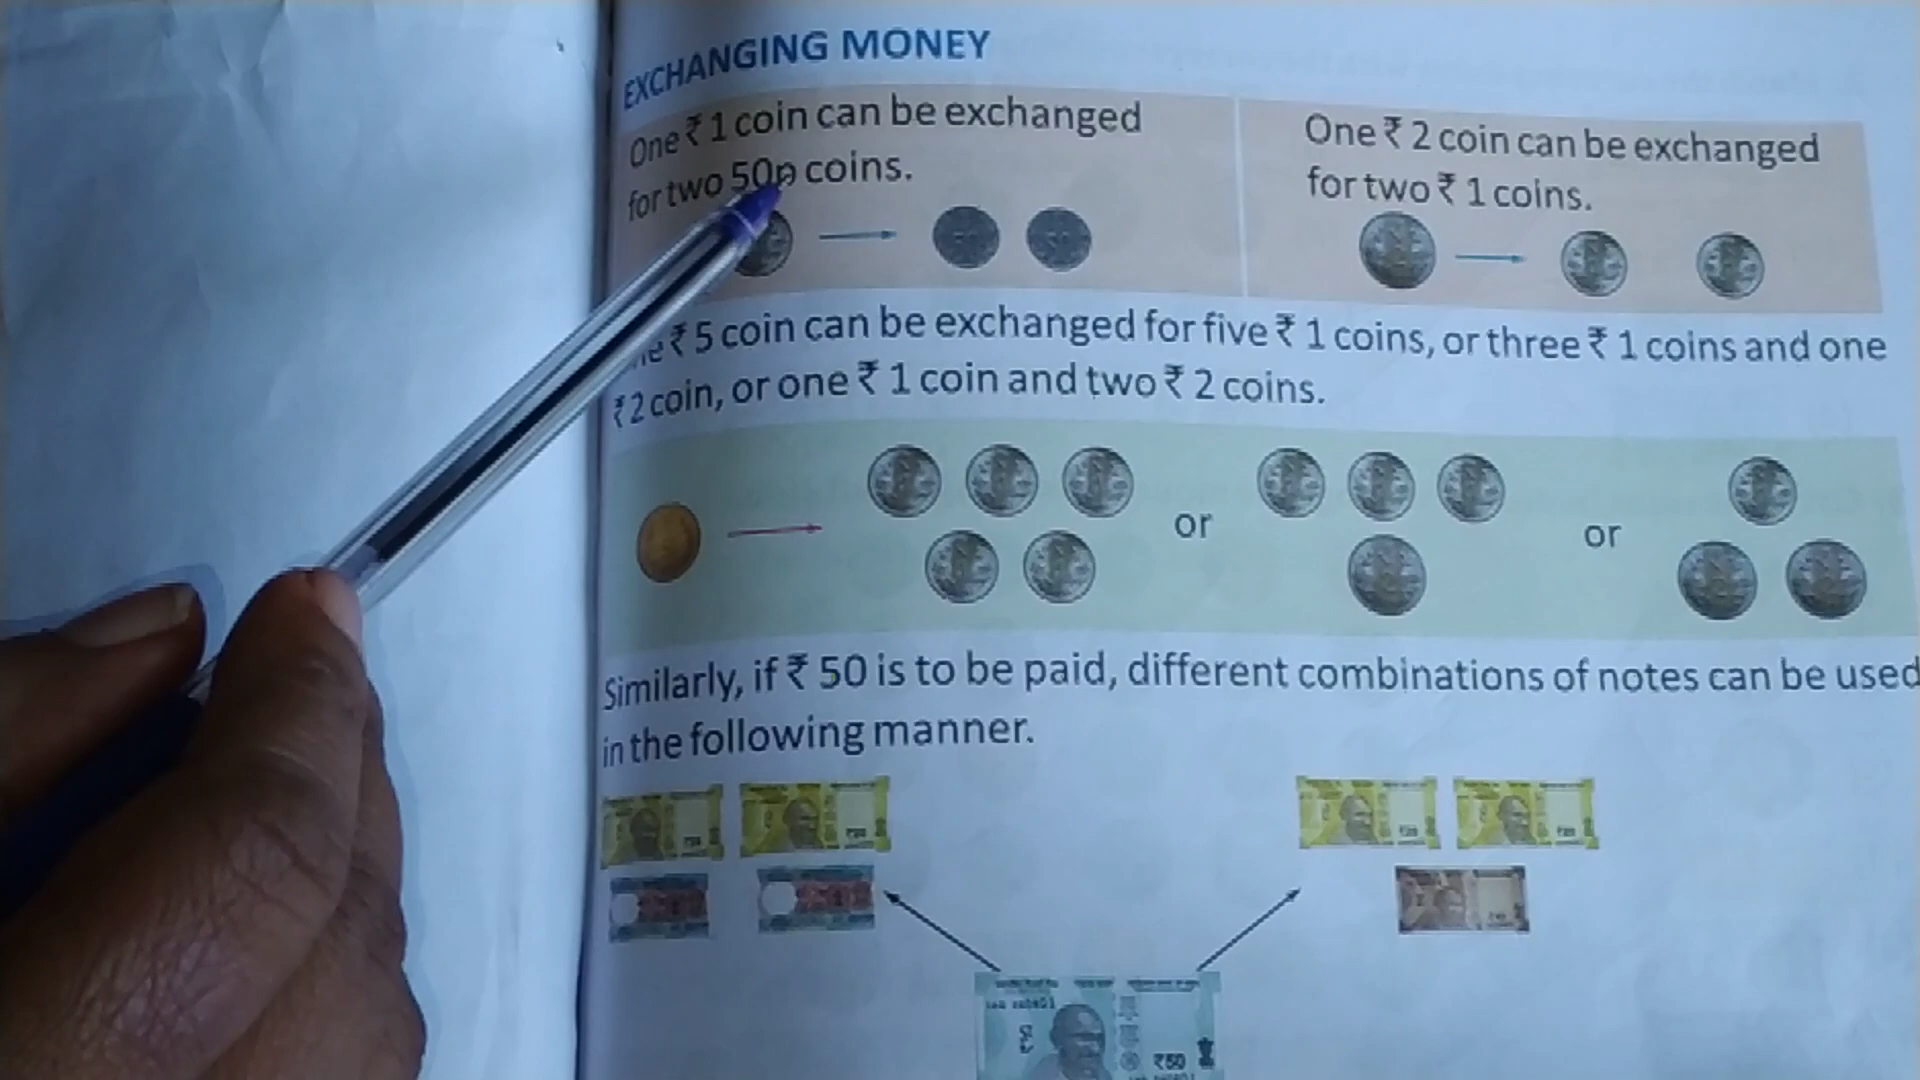 EXCHANGING MONEY
One ₹ 1 coin can be exchanged
for two 50p coins.
One ₹ 2 coin can be exchanged
for two ₹ 1 coins.
₹ 5 coin can be exchanged for five ₹ 1 coins, or three ₹ 1 coins and one
₹ 2 coin, or one ₹ 1 coin and two ₹ 2 coins.
or
or
Similarly, if ₹ 50 is to be paid, different combinations of notes can be used
in the following manner.
₹50